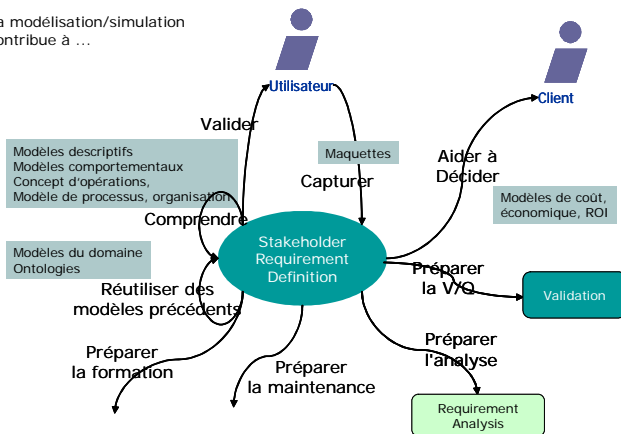 a modélisation/simulation
ontribue à ...
Utilisateur
Client
Valider
Modèles descriptifs
Modèles comportementaux
Concept d'opérations,
Modèle de processus, organisation
Maquettes
Capturer
Aider à
Décider
Modèles de coût,
économique, ROI
Comprendre
Modèles du domaine
Ontologies
Stakeholder
Requirement
Definition
Réutiliser des
modèles précédents
Préparer
la V/Q
Validation
Préparer
la formation
Préparer
la maintenance
Préparer
l'analyse
Requirement
Analysis